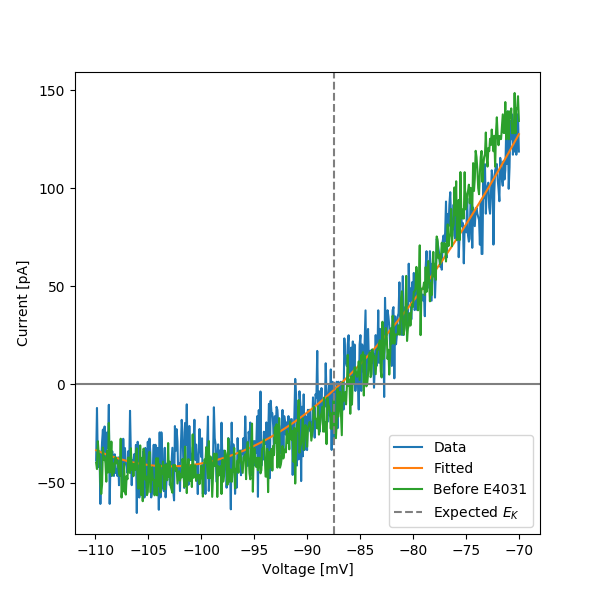 150
100
50
0
−50
Current [pA]
−110
−105
−100
−95
−90
−85
−80
−75
−70
Voltage [mV]
Data
Fitted
Before E4031
Expected E_K